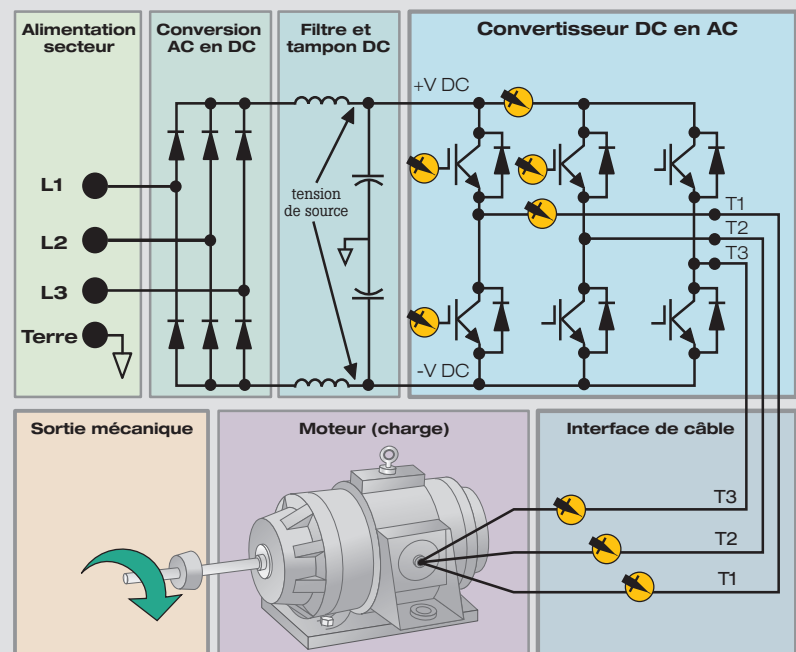 Alimentation
secteur
Conversion
AC en DC
Filtre et
tampon DC
Convertisseur DC en AC
+V DC
L1
tension
de source
T1
L2
T2
T3
L3
Terre
-V DC
Sortie mécanique
Moteur (charge)
Interface de câble
T3
T2
T1